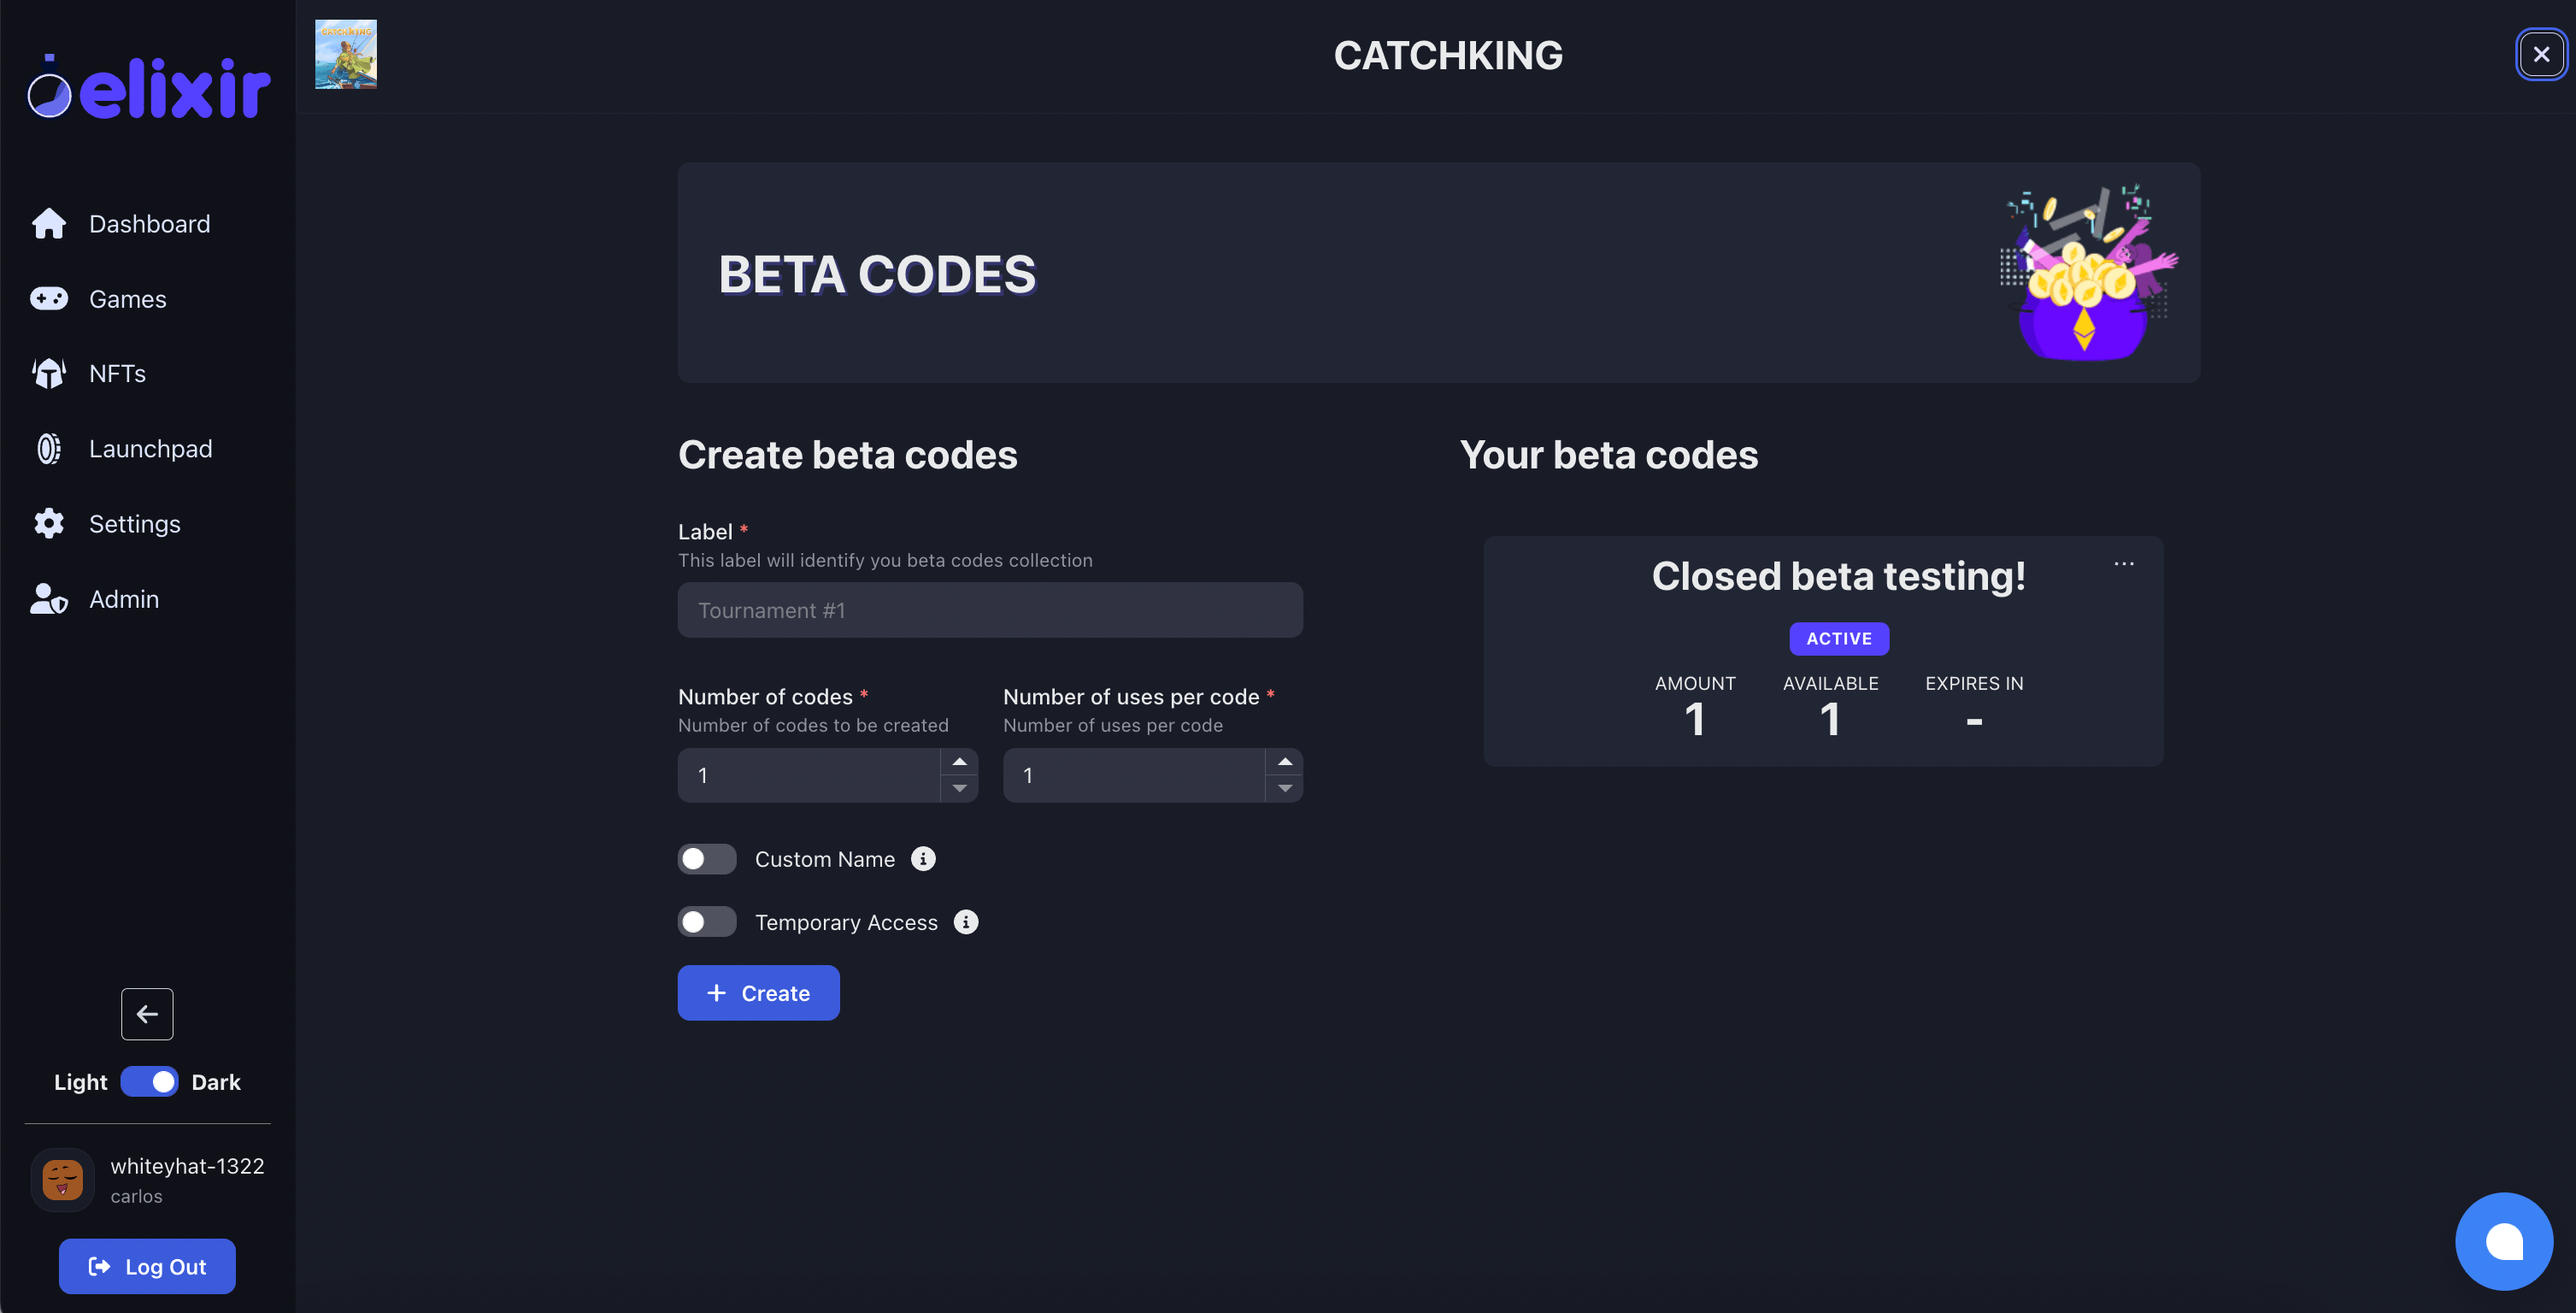 elixir
Dashboard
Games
NFTs
Launchpad
Settings
Admin
Light Dark
whiteyhat-1322
carlos
Log Out
CATCHKING
CATCHKING
BETA CODES
Create beta codes
Label *
This label will identify you beta codes collection
Tournament #1
Number of codes * Number of uses per code *
Number of codes to be created Number of uses per code
1 1
Custom Name
Temporary Access
+ Create
Your beta codes
Closed beta testing!
...
ACTIVE
AMOUNT AVAILABLE EXPIRES IN
1 1 -